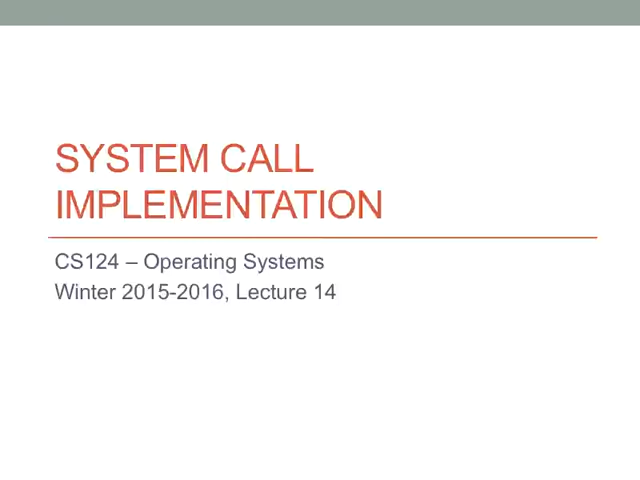 SYSTEM CALL
IMPLEMENTATION
CS124 – Operating Systems
Winter 2015-2016, Lecture 14